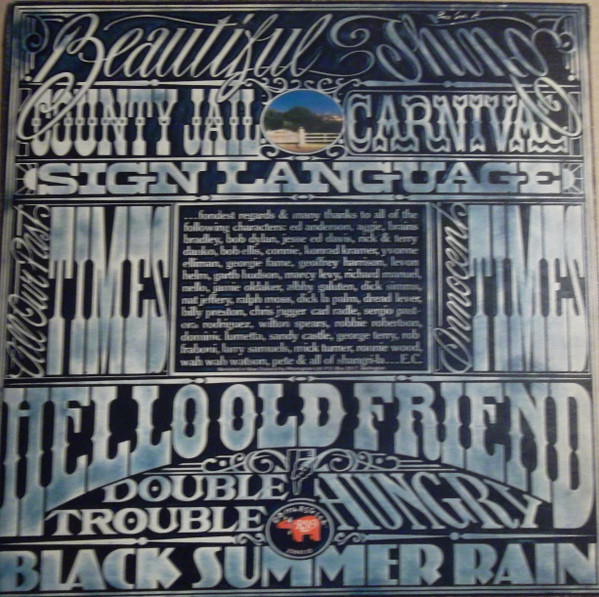 Beautiful Thing
COUNTY JAIL
CARNIVAL
SIGN LANGUAGE
All Our Past
TIMES
...fondest regards & many thanks to all of the
following characters: ed anderson, aggie, brains
bradley, bob dylan, jesse ed davis, rick & terry
danko, bob ellis, connie, konrad kramer, yvonne
elliman, georgie fame, geoffrey harrison, levon
helm, garth hudson, marcy levy, richard manuel,
nello, jamie oldaker, albhy galuten, dick simms,
nat jeffery, ralph moss, dick la palm, dread lever,
billy preston, chris jagger carl radle, sergio past-
ora rodriguez, wilton spears, robbie robertson,
dominic lumetta, sandy castle, george terry, rob
fraboni, larry samuels, mick turner, ronnie wood,
wah wah watson, pete & all of shangri-la....E.C.
Innocent
TIMES
HELLO OLD FRIEND
DOUBLE
TROUBLE
HUNGRY
RSO
BLACK SUMMER RAIN